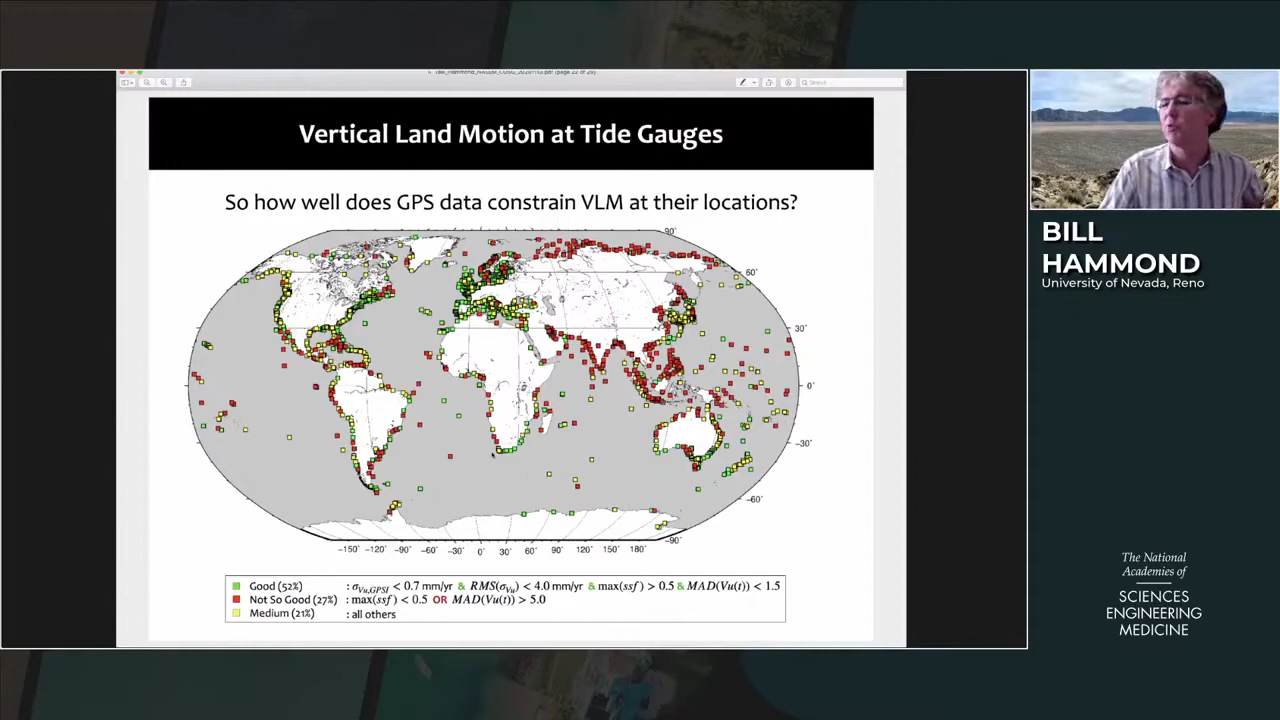 Vertical Land Motion at Tide Gauges
So how well does GPS data constrain VLM at their locations?
90°
60°
30°
0°
−30°
−60°
−90°
−150° −120° −90° −60° −30° 0° 30° 60° 90° 120° 150° 180°
Good (52%) : σVu,GPSI < 0.7 mm/yr & RMS(σVu) < 4.0 mm/yr & max(ssf) > 0.5 & MAD(Vu(t)) < 1.5
Not So Good (27%) : max(ssf) < 0.5 OR MAD(Vu(t)) > 5.0
Medium (21%) : all others
Search
BILL
HAMMOND
University of Nevada, Reno
The National
Academies of
SCIENCES
ENGINEERING
MEDICINE